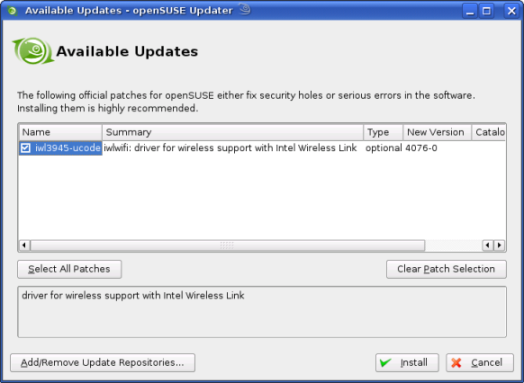 Available Updates - openSUSE Updater
Available Updates
The following official patches for openSUSE either fix security holes or serious errors in the software.
Installing them is highly recommended.
Name Summary Type New Version Catalo
iwl3945-ucode iwlwifi: driver for wireless support with Intel Wireless Link optional 4076-0
Select All Patches Clear Patch Selection
driver for wireless support with Intel Wireless Link
Add/Remove Update Repositories... Install Cancel